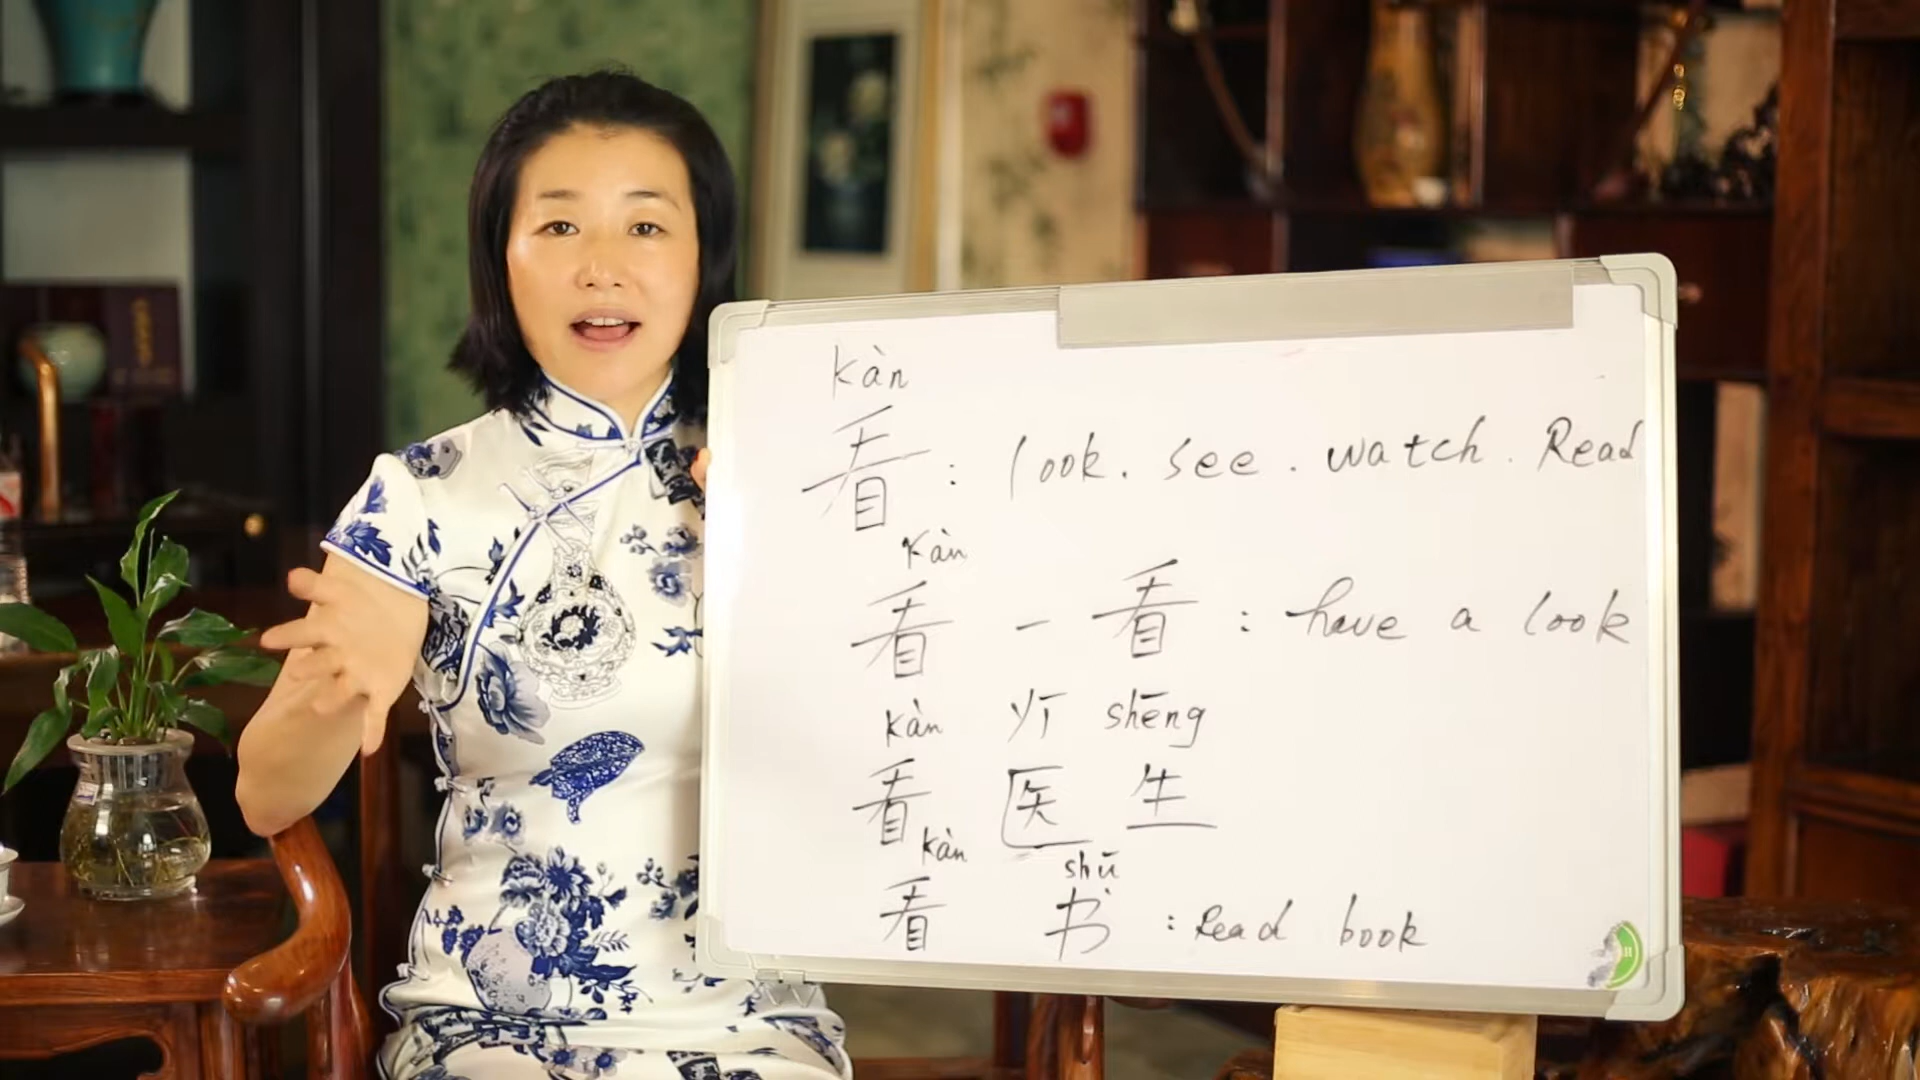 kàn
看: look. see. watch. Read
kàn
看 一 看: have a look
kàn yī shēng
看 医 生
kàn shū
看 书: Read book